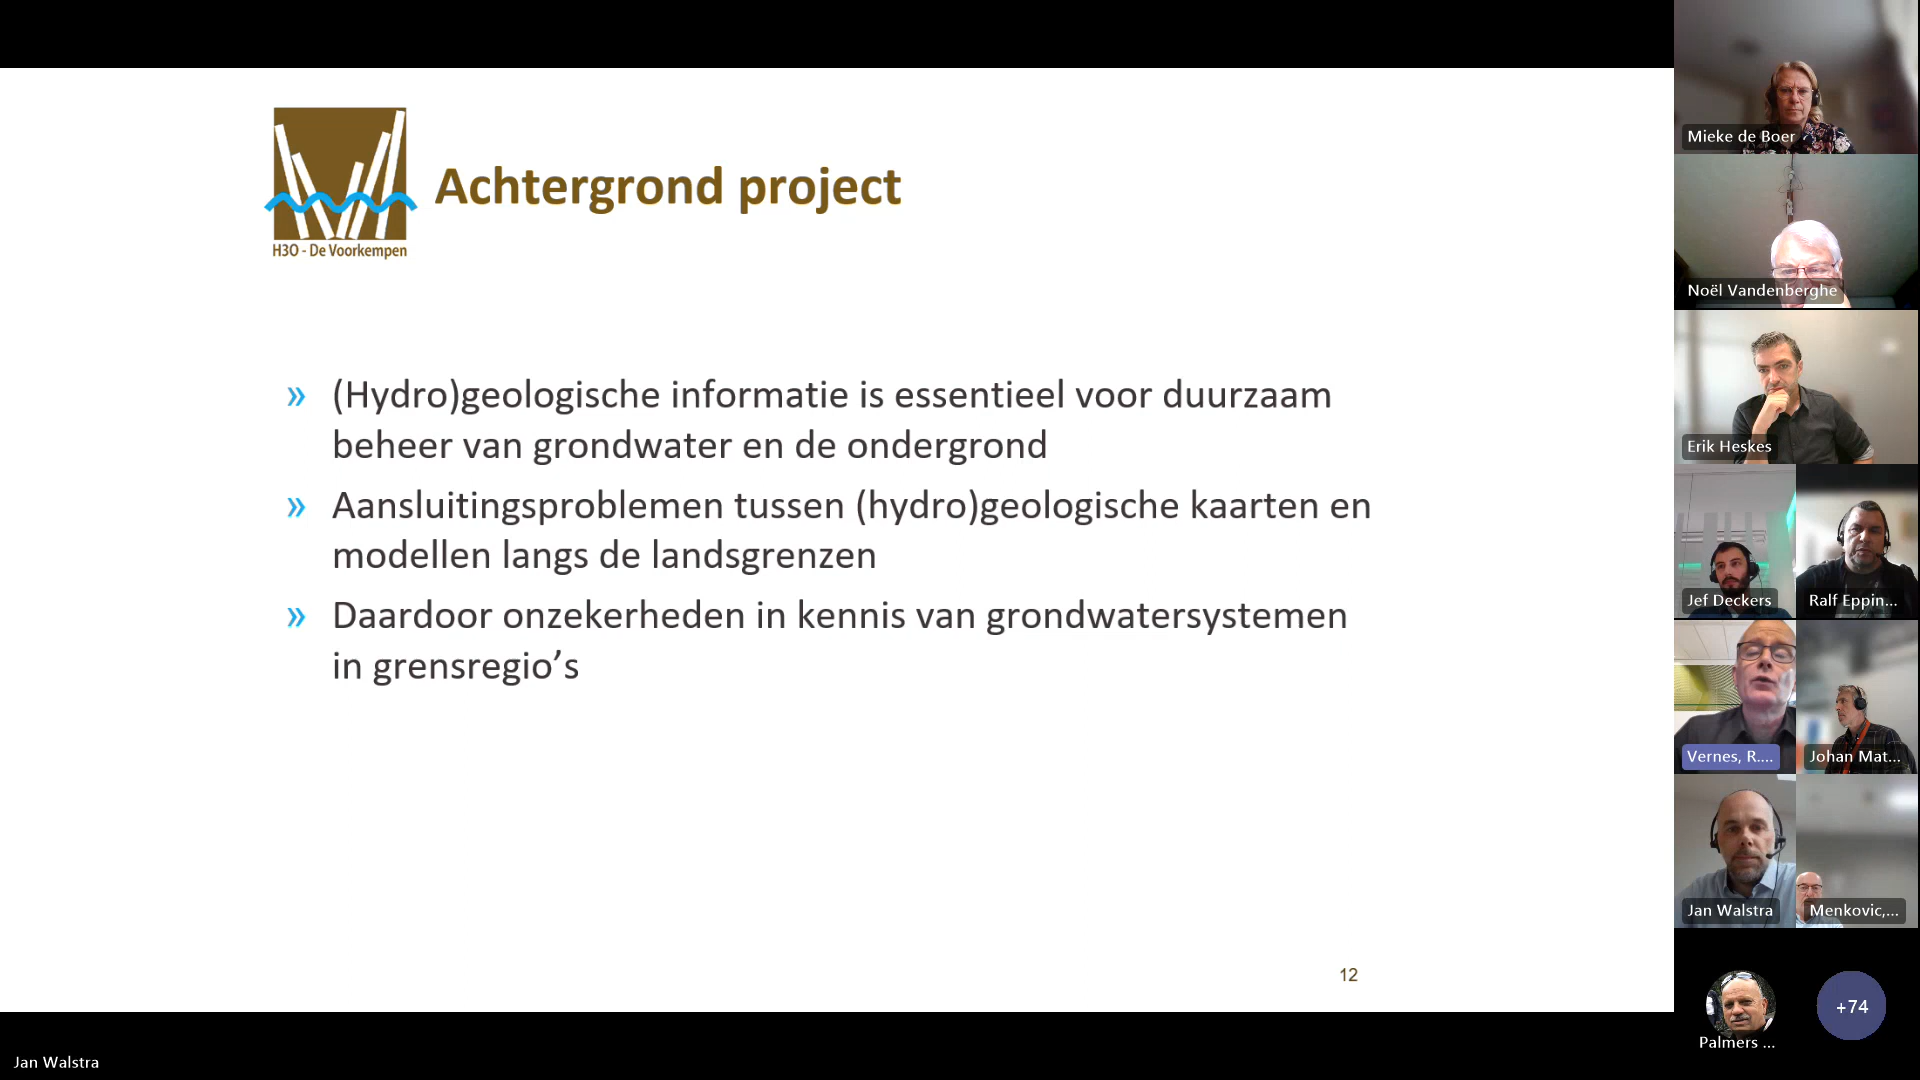 H3O - De Voorkempen
Achtergrond project
» (Hydro)geologische informatie is essentieel voor duurzaam
beheer van grondwater en de ondergrond
» Aansluitingsproblemen tussen (hydro)geologische kaarten en
modellen langs de landsgrenzen
» Daardoor onzekerheden in kennis van grondwatersystemen
in grensregio’s
12
Jan Walstra
Mieke de Boer
Noël Vandenberghe
Erik Heskes
Jef Deckers
Ralf Eppin...
Vernes, R....
Johan Mat...
Jan Walstra
Menkovic,...
Palmers ...
+74